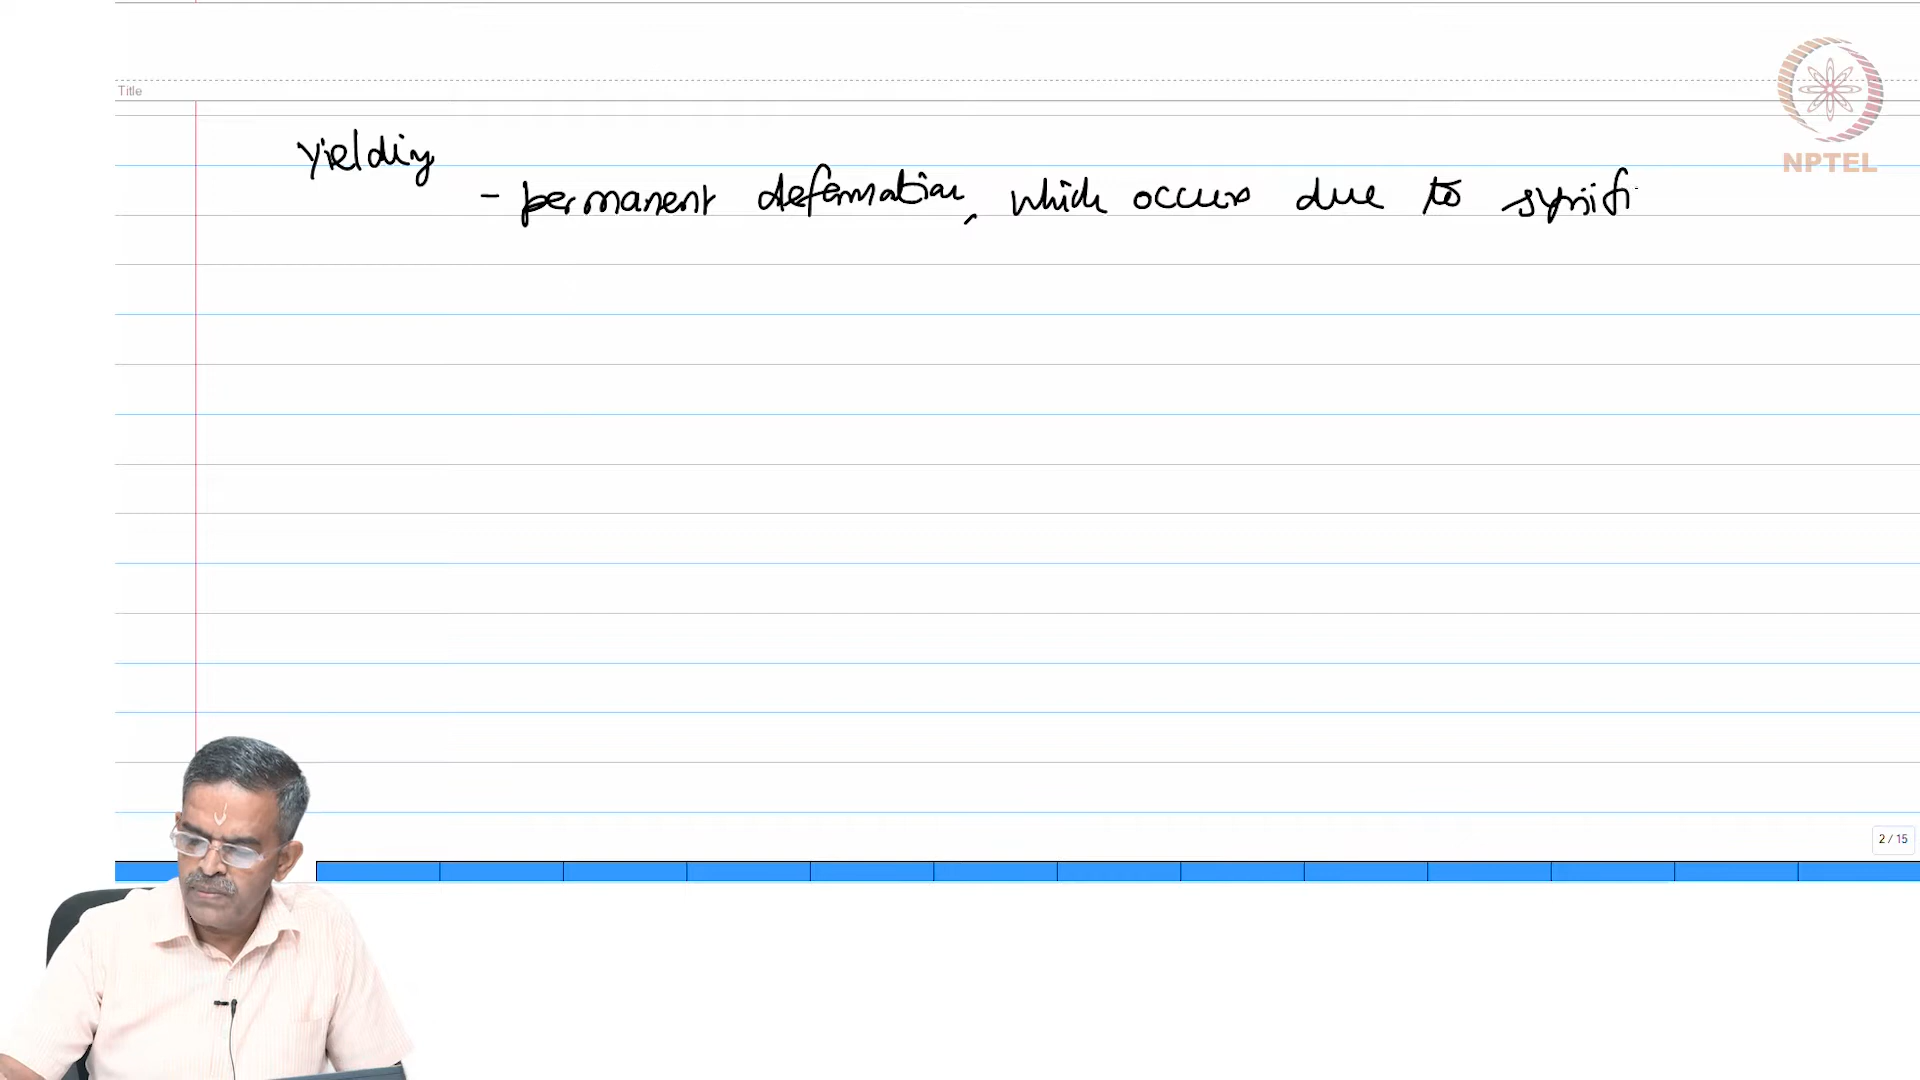 Title
NPTEL
Yielding
- permanent deformation, which occurs due to signifi
2 / 15